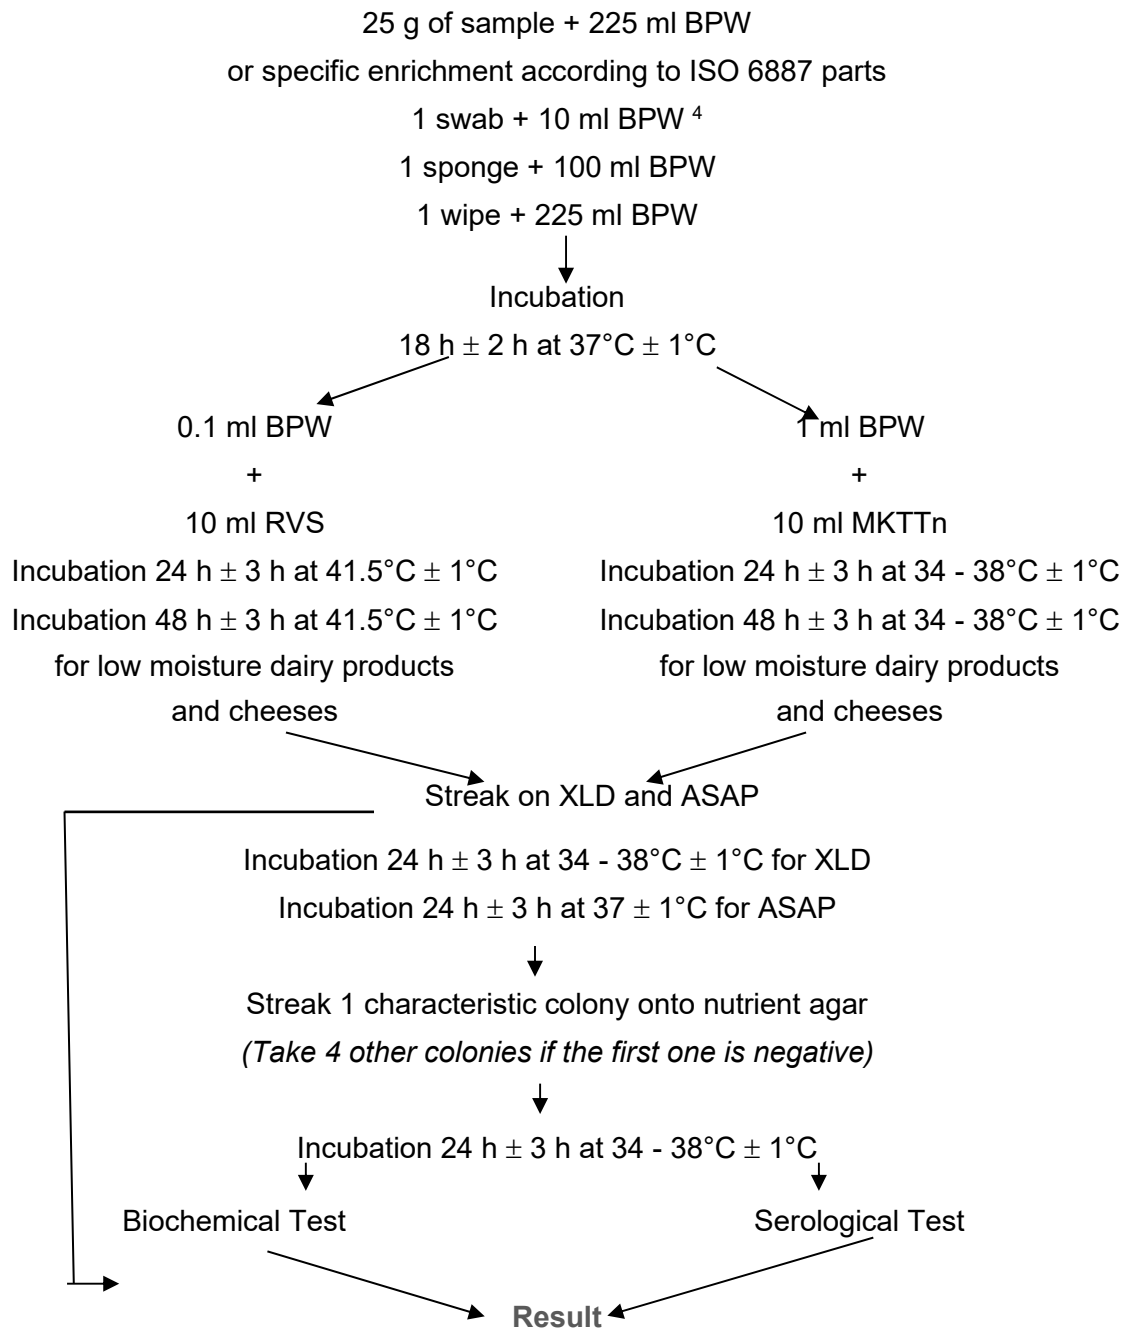 25 g of sample + 225 ml BPW
or specific enrichment according to ISO 6887 parts
1 swab + 10 ml BPW ⁴
1 sponge + 100 ml BPW
1 wipe + 225 ml BPW
Incubation
18 h ± 2 h at 37°C ± 1°C
0.1 ml BPW
+
10 ml RVS
Incubation 24 h ± 3 h at 41.5°C ± 1°C
Incubation 48 h ± 3 h at 41.5°C ± 1°C
for low moisture dairy products
and cheeses
1 ml BPW
+
10 ml MKTTn
Incubation 24 h ± 3 h at 34 - 38°C ± 1°C
Incubation 48 h ± 3 h at 34 - 38°C ± 1°C
for low moisture dairy products
and cheeses
Streak on XLD and ASAP
Incubation 24 h ± 3 h at 34 - 38°C ± 1°C for XLD
Incubation 24 h ± 3 h at 37 ± 1°C for ASAP
Streak 1 characteristic colony onto nutrient agar
(Take 4 other colonies if the first one is negative)
Incubation 24 h ± 3 h at 34 - 38°C ± 1°C
Biochemical Test
Serological Test
Result